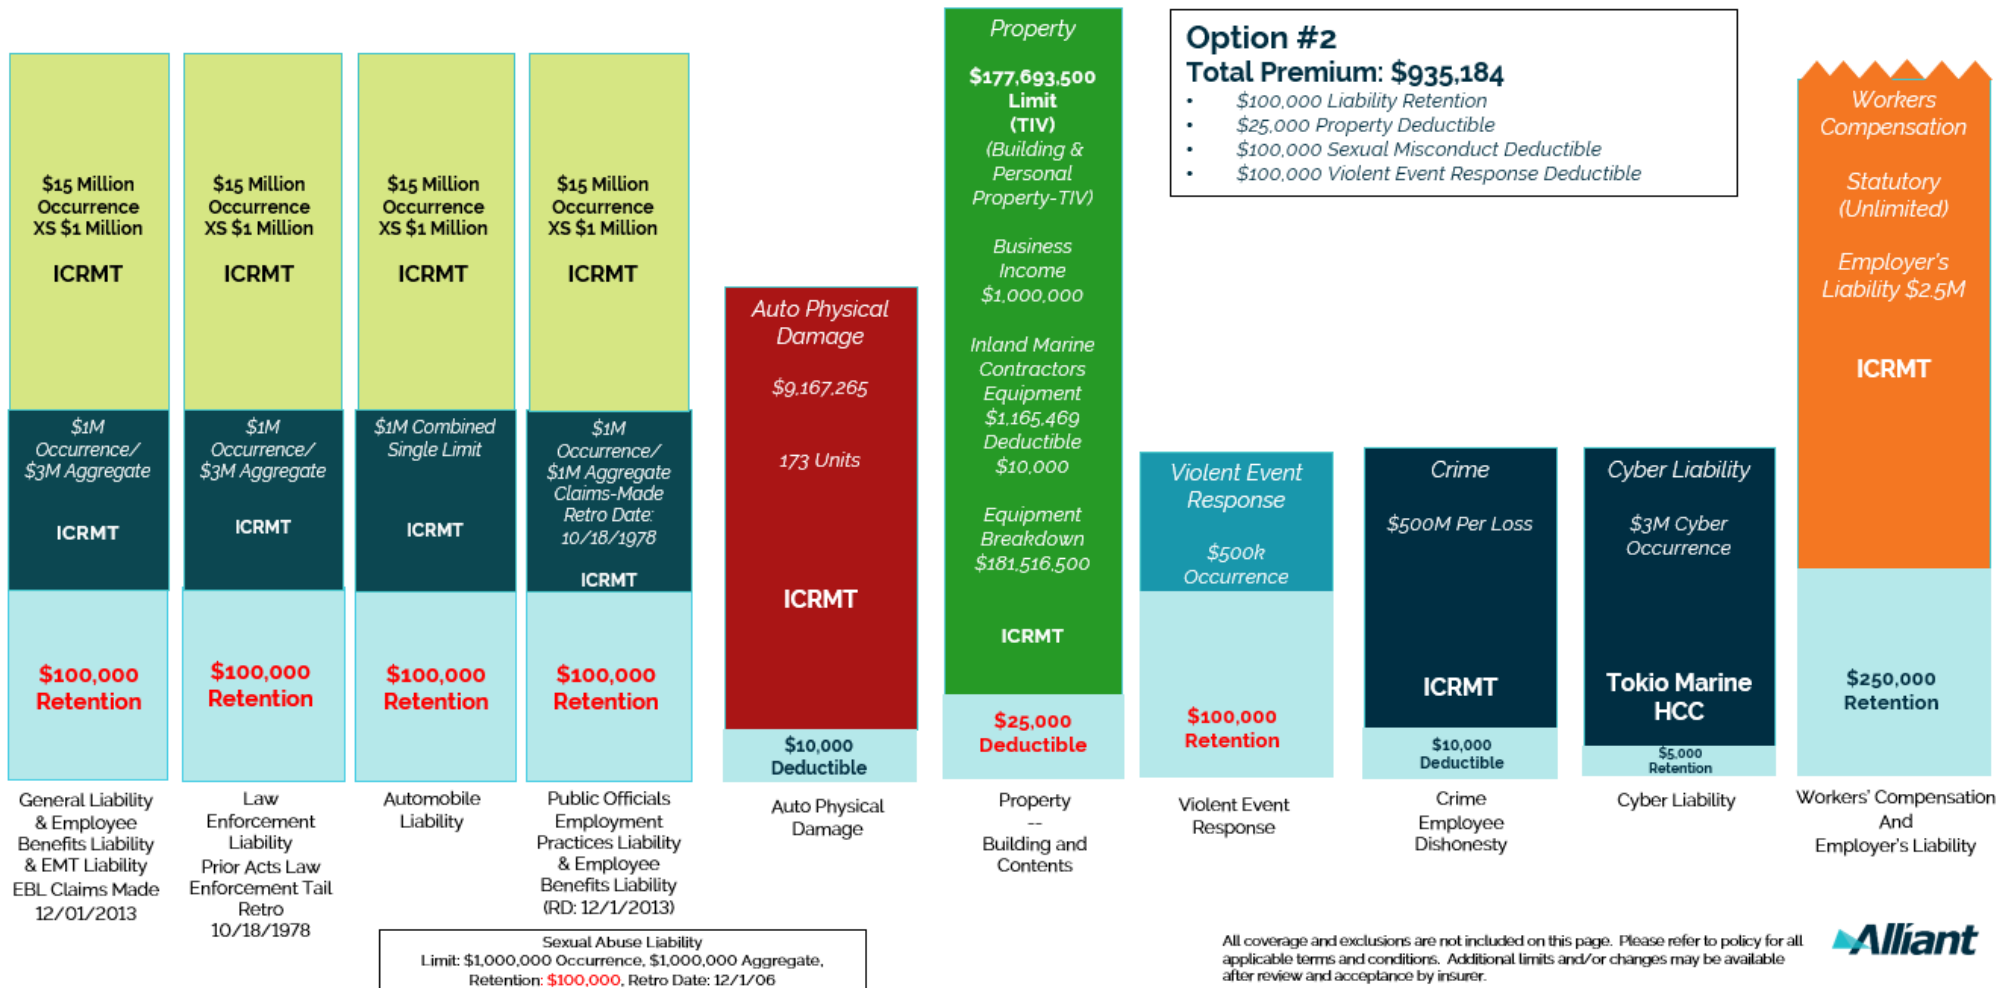 $15 Million
Occurrence
XS $1 Million
ICRMT
$1M
Occurrence/
$3M Aggregate
ICRMT
$100,000
Retention
General Liability
& Employee
Benefits Liability
& EMT Liability
EBL Claims Made
12/01/2013
$15 Million
Occurrence
XS $1 Million
ICRMT
$1M
Occurrence/
$3M Aggregate
ICRMT
$100,000
Retention
Law
Enforcement
Liability
Prior Acts Law
Enforcement Tail
Retro
10/18/1978
$15 Million
Occurrence
XS $1 Million
ICRMT
$1M Combined
Single Limit
ICRMT
$100,000
Retention
Automobile
Liability
$15 Million
Occurrence
XS $1 Million
ICRMT
$1M
Occurrence/
$1M Aggregate
Claims-Made
Retro Date:
10/18/1978
ICRMT
$100,000
Retention
Public Officials
Employment
Practices Liability
& Employee
Benefits Liability
(RD: 12/1/2013)
Auto Physical
Damage
$9,167,265
173 Units
ICRMT
$10,000
Deductible
Auto Physical
Damage
Property
$177,693,500
Limit
(TIV)
(Building &
Personal
Property-TIV)
Business
Income
$1,000,000
Inland Marine
Contractors
Equipment
$1,165,469
Deductible
$10,000
Equipment
Breakdown
$181,516,500
ICRMT
$25,000
Deductible
Property
--
Building and
Contents
Option #2
Total Premium: $935,184
• $100,000 Liability Retention
• $25,000 Property Deductible
• $100,000 Sexual Misconduct Deductible
• $100,000 Violent Event Response Deductible
Violent Event
Response
$500k
Occurrence
$100,000
Retention
Violent Event
Response
Crime
$500M Per Loss
ICRMT
$10,000
Deductible
Crime
Employee
Dishonesty
Cyber Liability
$3M Cyber
Occurrence
Tokio Marine
HCC
$5,000
Retention
Cyber Liability
Workers
Compensation
Statutory
(Unlimited)
Employer's
Liability $2.5M
ICRMT
$250,000
Retention
Workers' Compensation
And
Employer's Liability
Sexual Abuse Liability
Limit: $1,000,000 Occurrence, $1,000,000 Aggregate,
Retention: $100,000, Retro Date: 12/1/06
All coverage and exclusions are not included on this page. Please refer to policy for all
applicable terms and conditions. Additional limits and/or changes may be available
after review and acceptance by insurer.
Alliant